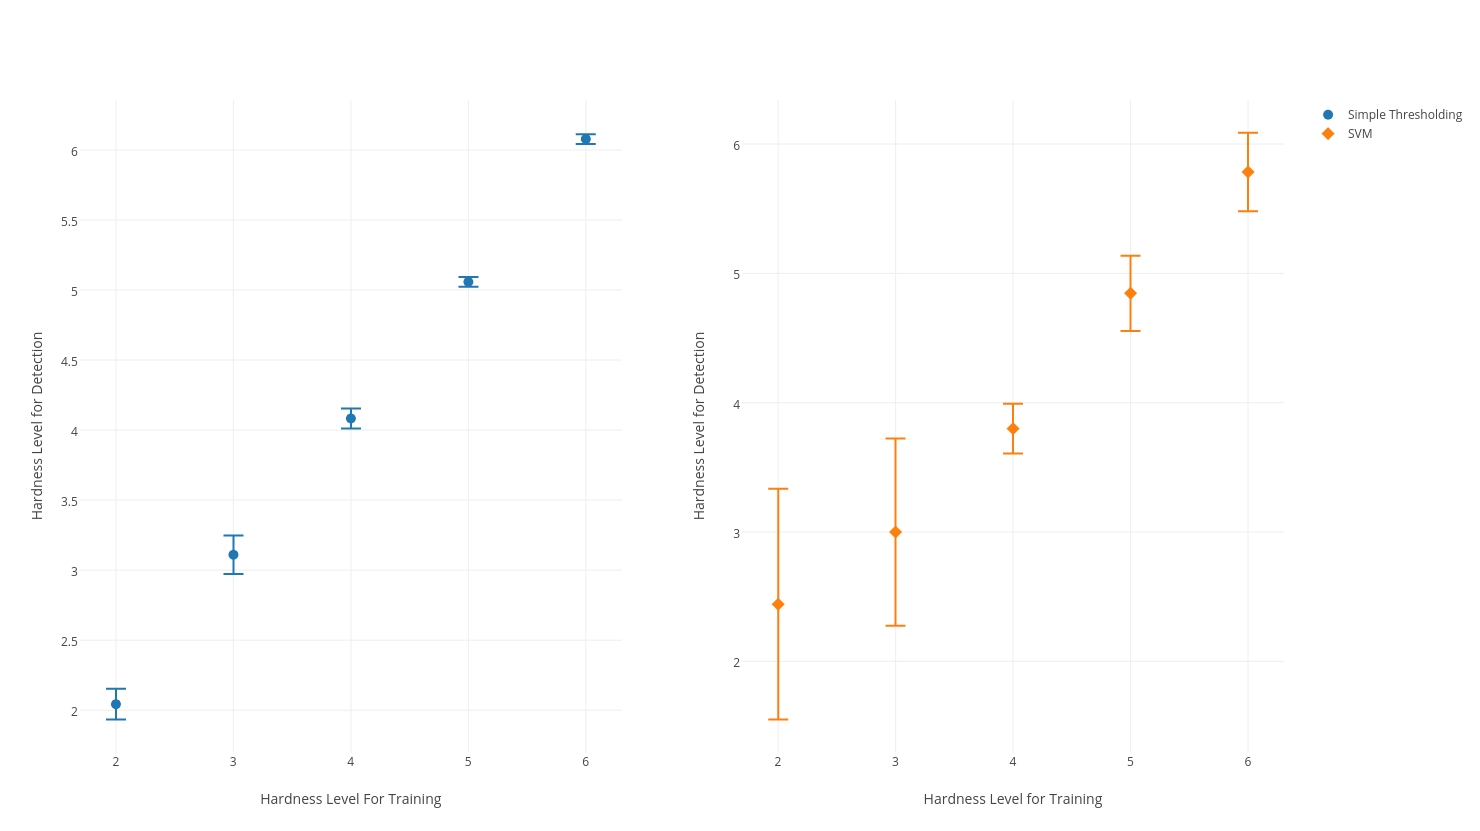 6
5.5
5
4.5
4
3.5
3
2.5
2
2 3 4 5 6
Hardness Level for Detection
Hardness Level For Training
6
5
4
3
2
2 3 4 5 6
Hardness Level for Detection
Hardness Level for Training
Simple Thresholding
SVM